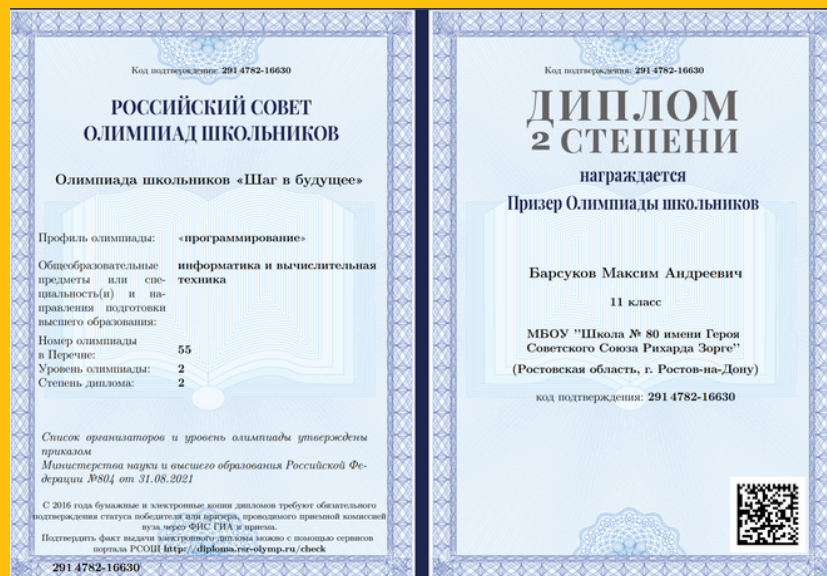 Код подтверждения: 291 4782-16630
РОССИЙСКИЙ СОВЕТ
ОЛИМПИАД ШКОЛЬНИКОВ
Олимпиада школьников «Шаг в будущее»
Профиль олимпиады: «программирование»
Общеобразовательные информатика и вычислительная
предметы или спе- техника
циальность(и) и на-
правления подготовки
высшего образования:
Номер олимпиады
в Перечне: 55
Уровень олимпиады: 2
Степень диплома: 2
Список организаторов и уровень олимпиады утверждены
приказом
Министерства науки и высшего образования Российской Фе-
дерации №804 от 31.08.2021
С 2016 года бумажные и электронные копии дипломов требуют обязательного
подтверждения статуса победителя или призера, проводимого приемной комиссией
вуза через ФИС ГИА и приема.
Подтвердить факт выдачи электронного диплома можно с помощью сервисов
портала РСОШ http://diploma.rsr-olymp.ru/check
291 4782-16630
Код подтверждения: 291 4782-16630
ДИПЛОМ
2 СТЕПЕНИ
награждается
Призер Олимпиады школьников
Барсуков Максим Андреевич
11 класс
МБОУ "Школа № 80 имени Героя
Советского Союза Рихарда Зорге"
(Ростовская область, г. Ростов-на-Дону)
код подтверждения: 291 4782-16630